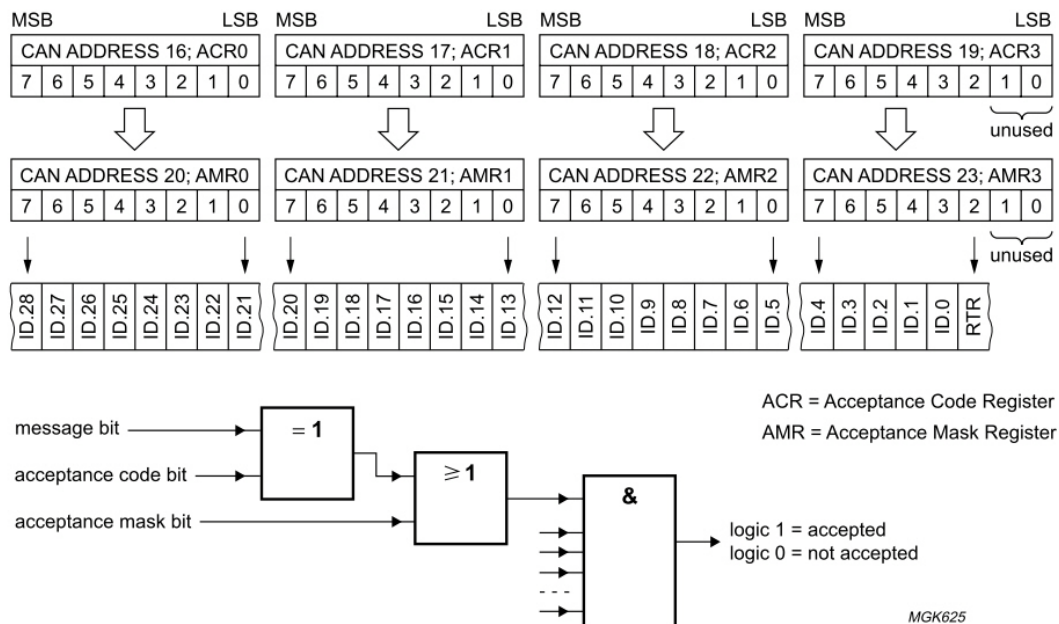 MSB LSB MSB LSB MSB LSB MSB LSB
CAN ADDRESS 16; ACR0 CAN ADDRESS 17; ACR1 CAN ADDRESS 18; ACR2 CAN ADDRESS 19; ACR3
7 6 5 4 3 2 1 0 7 6 5 4 3 2 1 0 7 6 5 4 3 2 1 0 7 6 5 4 3 2 1 0
unused
CAN ADDRESS 20; AMR0 CAN ADDRESS 21; AMR1 CAN ADDRESS 22; AMR2 CAN ADDRESS 23; AMR3
7 6 5 4 3 2 1 0 7 6 5 4 3 2 1 0 7 6 5 4 3 2 1 0 7 6 5 4 3 2 1 0
unused
ID.28 ID.27 ID.26 ID.25 ID.24 ID.23 ID.22 ID.21 ID.20 ID.19 ID.18 ID.17 ID.16 ID.15 ID.14 ID.13 ID.12 ID.11 ID.10 ID.9 ID.8 ID.7 ID.6 ID.5 ID.4 ID.3 ID.2 ID.1 ID.0 RTR
ACR = Acceptance Code Register
AMR = Acceptance Mask Register
message bit
= 1
acceptance code bit
≥ 1
acceptance mask bit
&
logic 1 = accepted
logic 0 = not accepted
MGK625